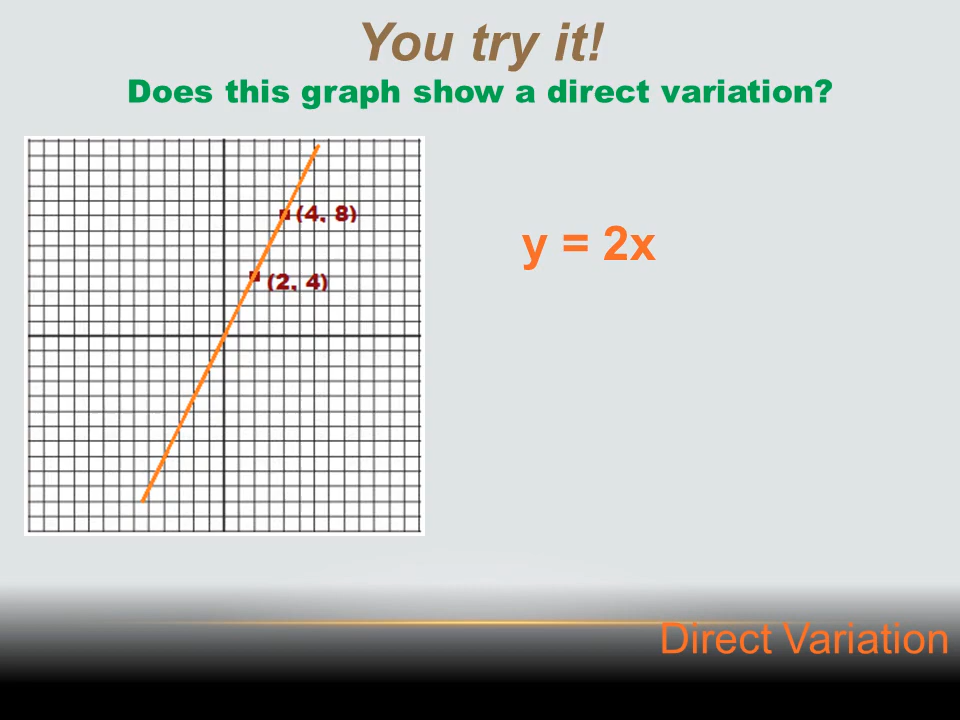 You try it!
Does this graph show a direct variation?
(4, 8)
y = 2x
(2, 4)
Direct Variation